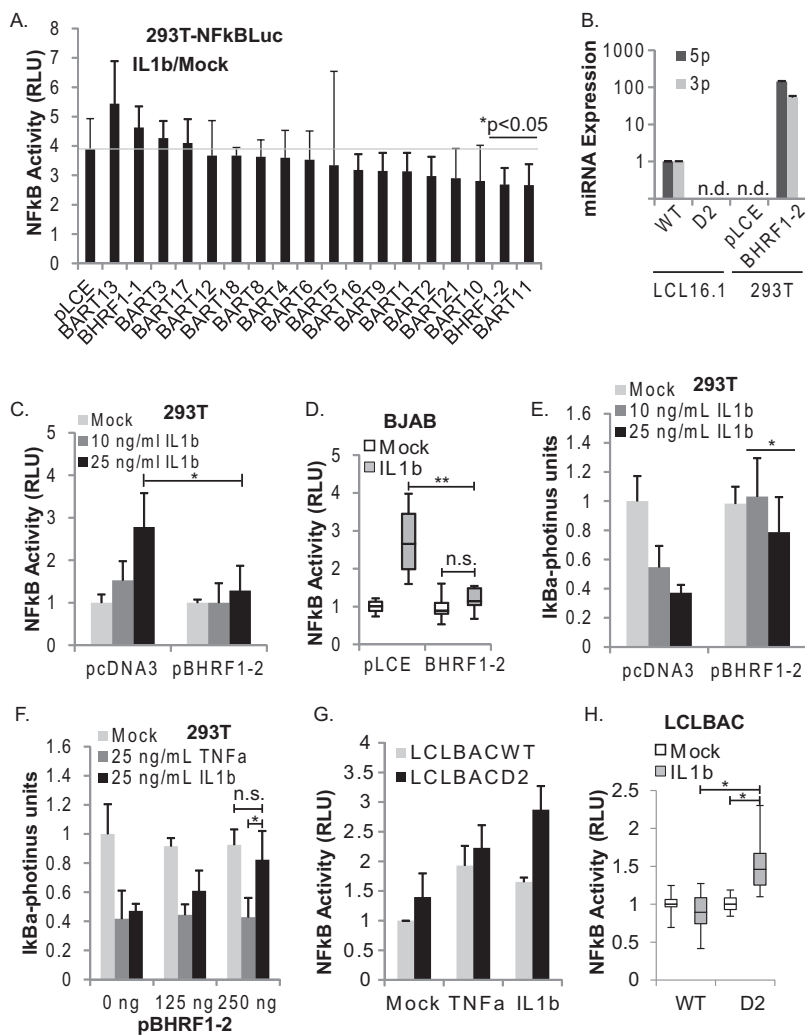 A.
293T-NFkBLuc
IL1b/Mock
*p<0.05
NFkB Activity (RLU)
8
7
6
5
4
3
2
1
0
pLCE
BART13
BHRF1-1
BART3
BART17
BART12
BART18
BART8
BART4
BART6
BART5
BART16
BART9
BART1
BART2
BART21
BART10
BHRF1-2
BART11
B.
miRNA Expression
1000
100
10
1
5p
3p
n.d.
n.d.
WT
D2
pLCE
BHRF1-2
LCL16.1
293T
C.
293T
Mock
10 ng/ml IL1b
25 ng/ml IL1b
*
NFkB Activity (RLU)
5
4
3
2
1
0
pcDNA3
pBHRF1-2
D.
BJAB
Mock
IL1b
**
n.s.
NFkB Activity (RLU)
5
4
3
2
1
0
pLCE
BHRF1-2
E.
293T
Mock
10 ng/mL IL1b
25 ng/mL IL1b
*
IkBa-photinus units
1.6
1.4
1.2
1
0.8
0.6
0.4
0.2
0
pcDNA3
pBHRF1-2
F.
293T
Mock
25 ng/mL TNFa
25 ng/mL IL1b
n.s.
*
IkBa-photinus units
1.6
1.4
1.2
1
0.8
0.6
0.4
0.2
0
0 ng
125 ng
250 ng
pBHRF1-2
G.
LCLBACWT
LCLBACD2
NFkB Activity (RLU)
4
3.5
3
2.5
2
1.5
1
0.5
0
Mock
TNFa
IL1b
H.
LCLBAC
Mock
IL1b
*
*
NFkB Activity (RLU)
2.5
2
1.5
1
0.5
0
WT
D2